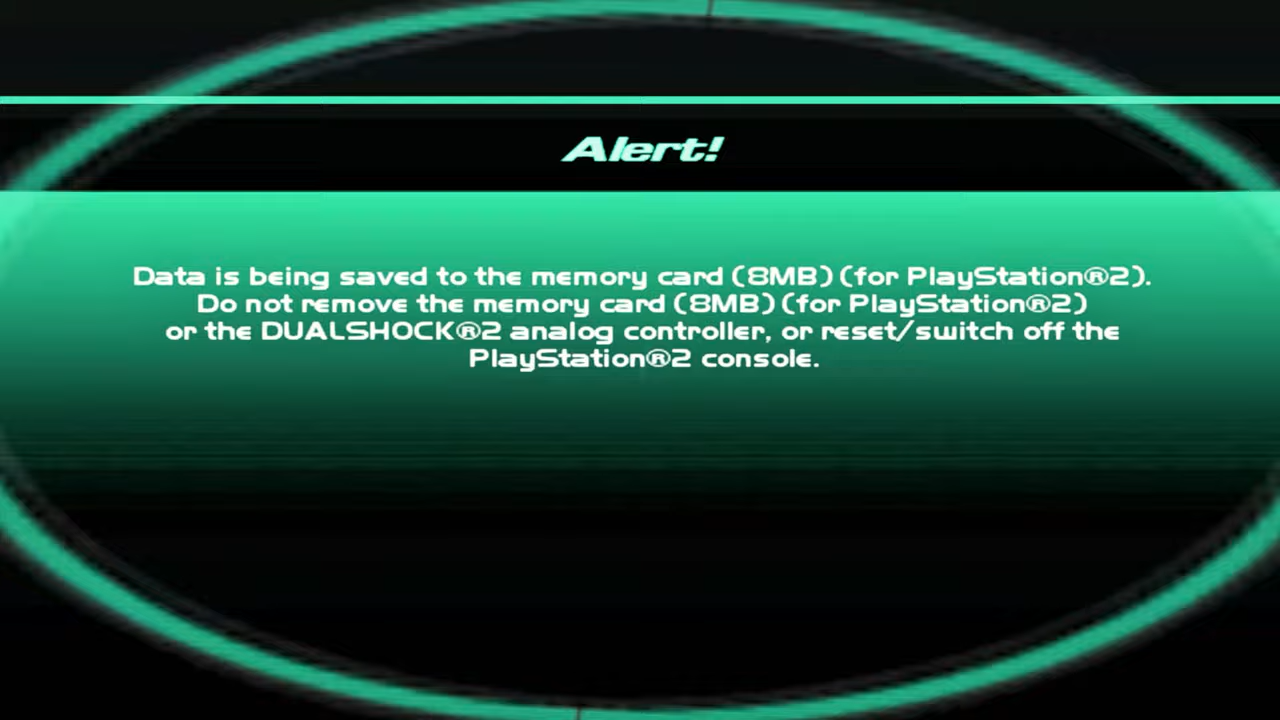 Alert!
Data is being saved to the memory card (8MB) (for PlayStation®2).
Do not remove the memory card (8MB) (for PlayStation®2)
or the DUALSHOCK®2 analog controller, or reset/switch off the
PlayStation®2 console.